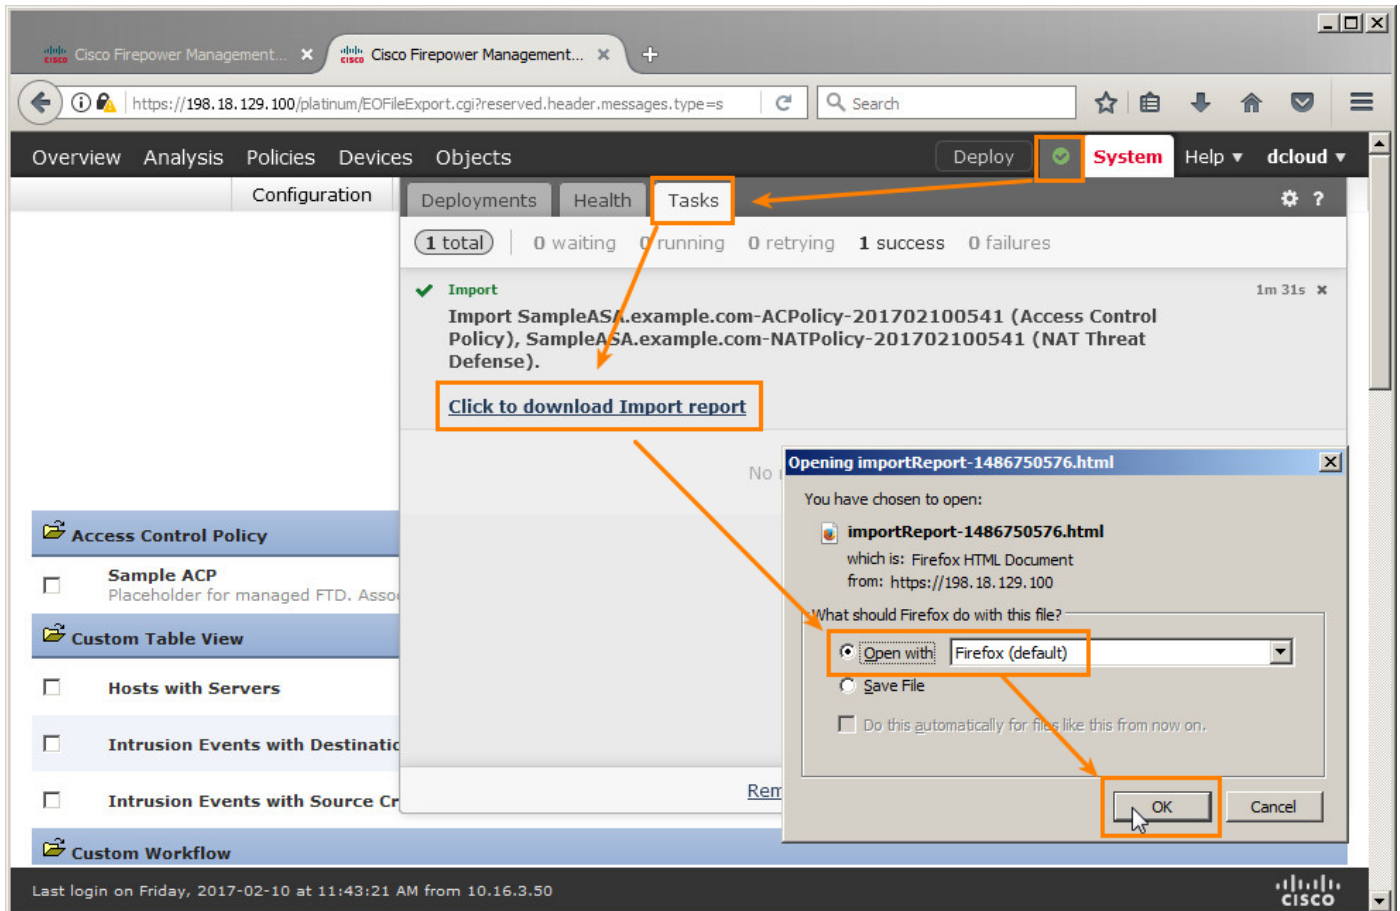 Cisco Firepower Manageme​nt...
Cisco Firepower Management...
https://198.18.129.100/platinum/EOFileExport.cgi?reserved.header.messages.type=s
Search
Overview Analysis Policies Devices Objects
Deploy
System
Help
dcloud
Configuration
Deployments
Health
Tasks
?
1 total
0 waiting
0 running
0 retrying
1 success
0 failures
Import
1m 31s
Import SampleASA.example.com-ACPolicy-201702100541 (Access Control
Policy), SampleASA.example.com-NATPolicy-201702100541 (NAT Threat
Defense).
Click to download Import report
No
Opening importReport-1486750576.html
You have chosen to open:
importReport-1486750576.html
which is: Firefox HTML Document
from: https://198.18.129.100
What should Firefox do with this file?
Open with
Firefox (default)
Save File
Do this automatically for files like this from now on.
OK
Cancel
Access Control Policy
Sample ACP
Placeholder for managed FTD. Asso
Custom Table View
Hosts with Servers
Intrusion Events with Destinatic
Intrusion Events with Source Cr
Rem
Custom Workflow
Last login on Friday, 2017-02-10 at 11:43:21 AM from 10.16.3.50
CISCO